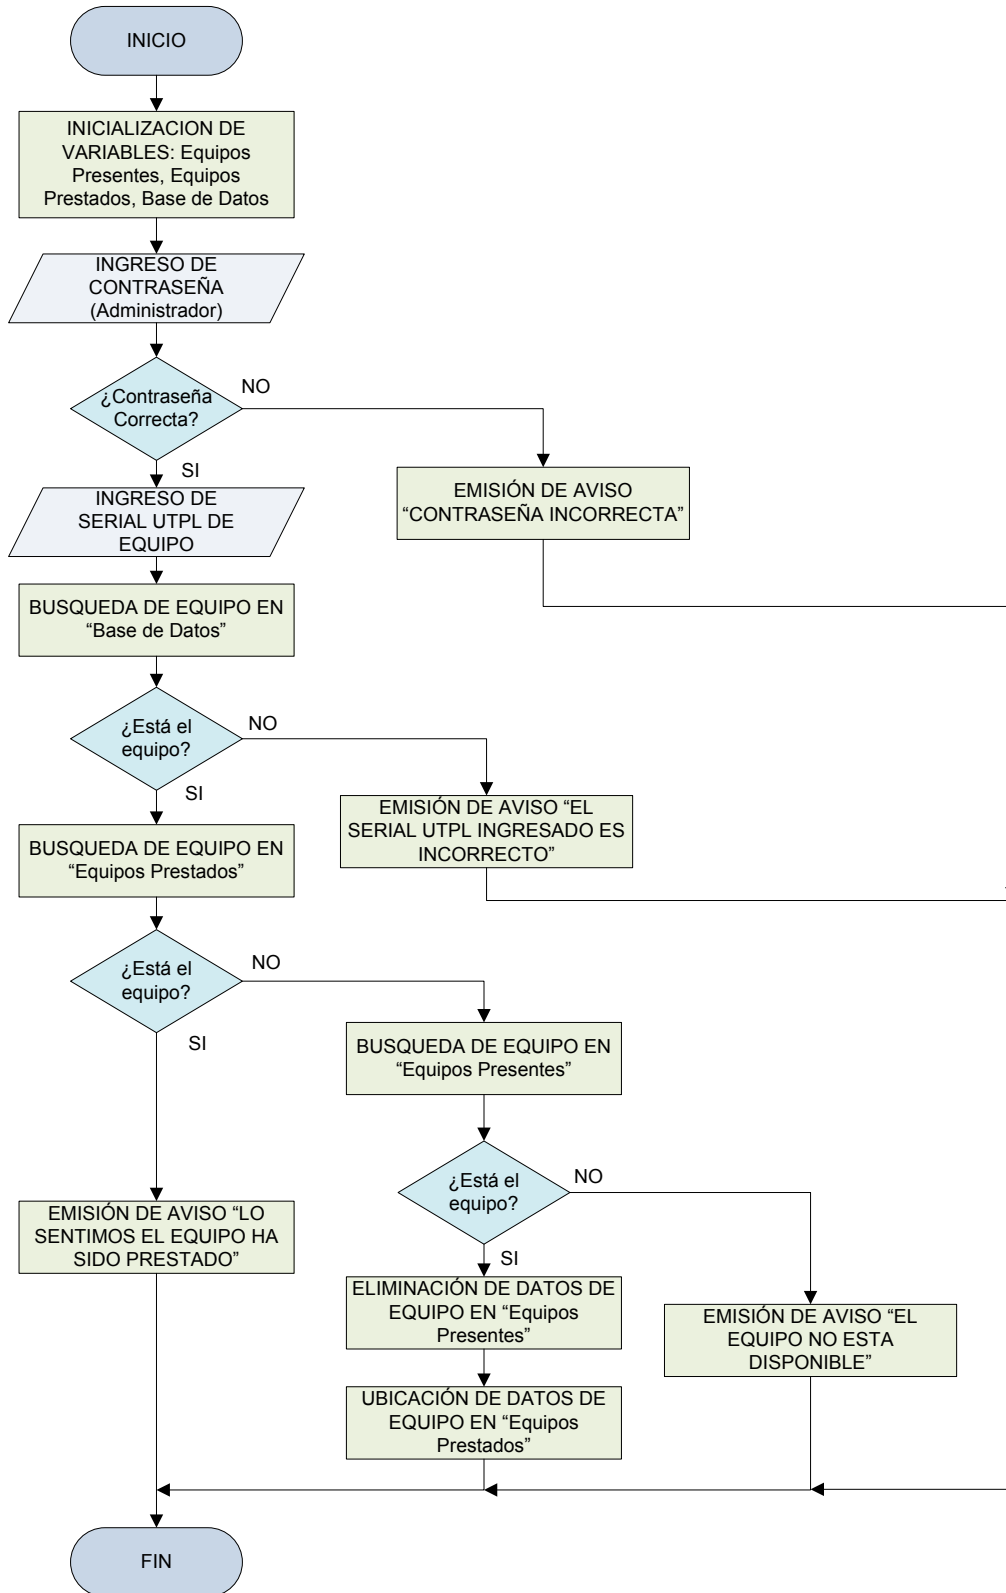 INICIO
INICIALIZACION DE
VARIABLES: Equipos
Presentes, Equipos
Prestados, Base de Datos
INGRESO DE
CONTRASEÑA
(Administrador)
¿Contraseña
Correcta?
NO
SI
EMISIÓN DE AVISO
“CONTRASEÑA INCORRECTA”
INGRESO DE
SERIAL UTPL DE
EQUIPO
BUSQUEDA DE EQUIPO EN
“Base de Datos”
¿Está el
equipo?
NO
SI
EMISIÓN DE AVISO “EL
SERIAL UTPL INGRESADO ES
INCORRECTO”
BUSQUEDA DE EQUIPO EN
“Equipos Prestados”
¿Está el
equipo?
NO
SI
BUSQUEDA DE EQUIPO EN
“Equipos Presentes”
¿Está el
equipo?
NO
SI
EMISIÓN DE AVISO “LO
SENTIMOS EL EQUIPO HA
SIDO PRESTADO”
ELIMINACIÓN DE DATOS DE
EQUIPO EN “Equipos
Presentes”
EMISIÓN DE AVISO “EL
EQUIPO NO ESTA
DISPONIBLE”
UBICACIÓN DE DATOS DE
EQUIPO EN “Equipos
Prestados”
FIN